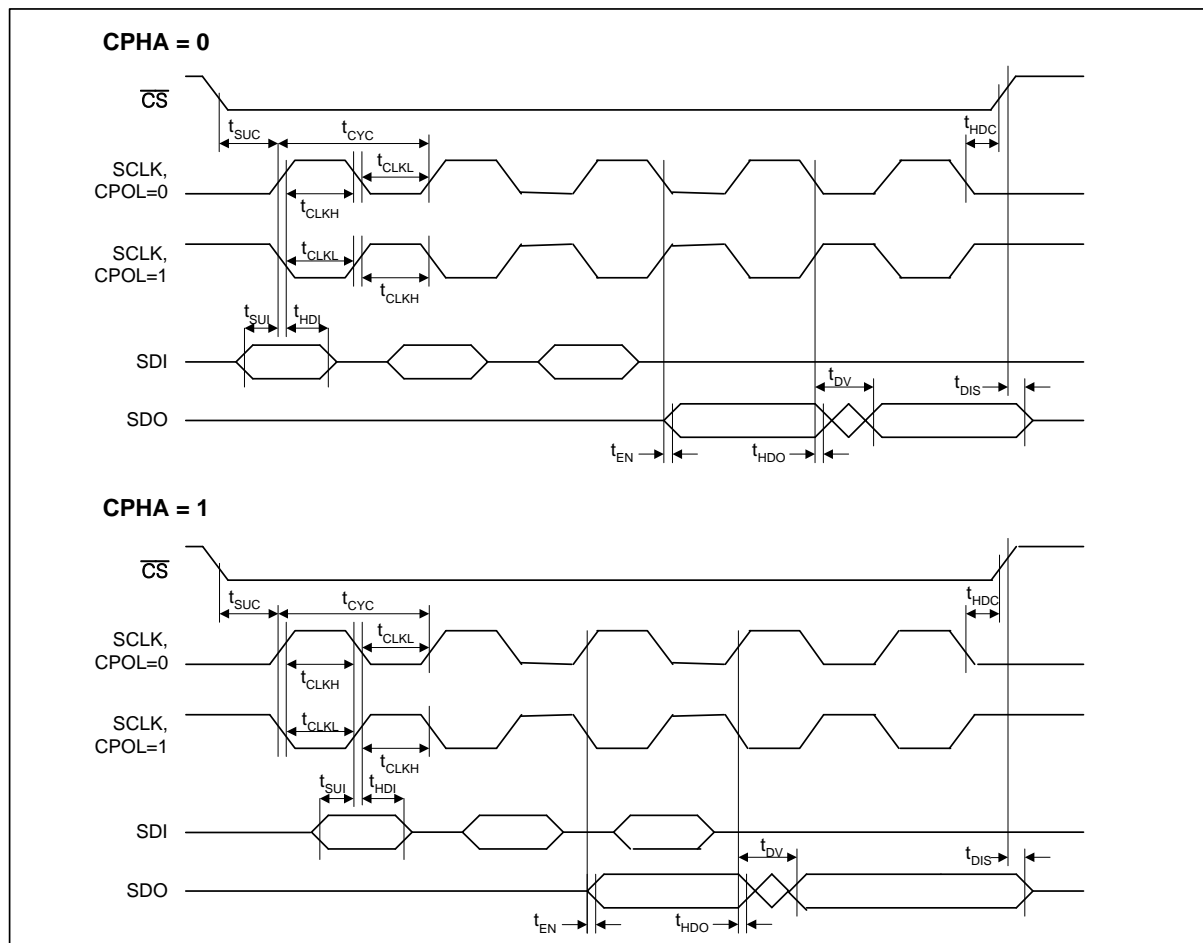 CPHA = 0
CS
tSUC
tCYC
tHDC
SCLK,
CPOL=0
tCLKL
tCLKH
SCLK,
CPOL=1
tCLKL
tCLKH
tSUI
tHDI
SDI
tDV
tDIS
SDO
tEN
tHDO
CPHA = 1
CS
tSUC
tCYC
tHDC
SCLK,
CPOL=0
tCLKL
tCLKH
SCLK,
CPOL=1
tCLKL
tCLKH
tSUI
tHDI
SDI
tDV
tDIS
SDO
tEN
tHDO